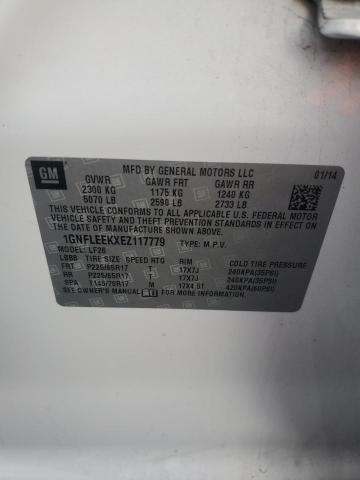 GM
MFD BY GENERAL MOTORS LLC
01/14
GVWR GAWR FRT GAWR RR
2300 KG 1175 KG 1240 KG
5070 LB 2590 LB 2733 LB
THIS VEHICLE CONFORMS TO ALL APPLICABLE U.S. FEDERAL MOTOR
VEHICLE SAFETY AND THEFT PREVENTION STANDARDS IN EFFECT ON
THE DATE OF MANUFACTURE SHOWN ABOVE.
1GNFLEEKXEZ117779 TYPE: M.P.V.
LF26
LBBB TIRE SIZE SPEED RTG RIM COLD TIRE PRESSURE
FRT P225/65R17 T 17X7J 240KPA(35PSI)
RR P225/65R17 T 17X7J 240KPA(35PSI)
SPA T145/70R17 M 17X4.5T 420KPA(60PSI)
SEE OWNER'S MANUAL FOR MORE INFORMATION.